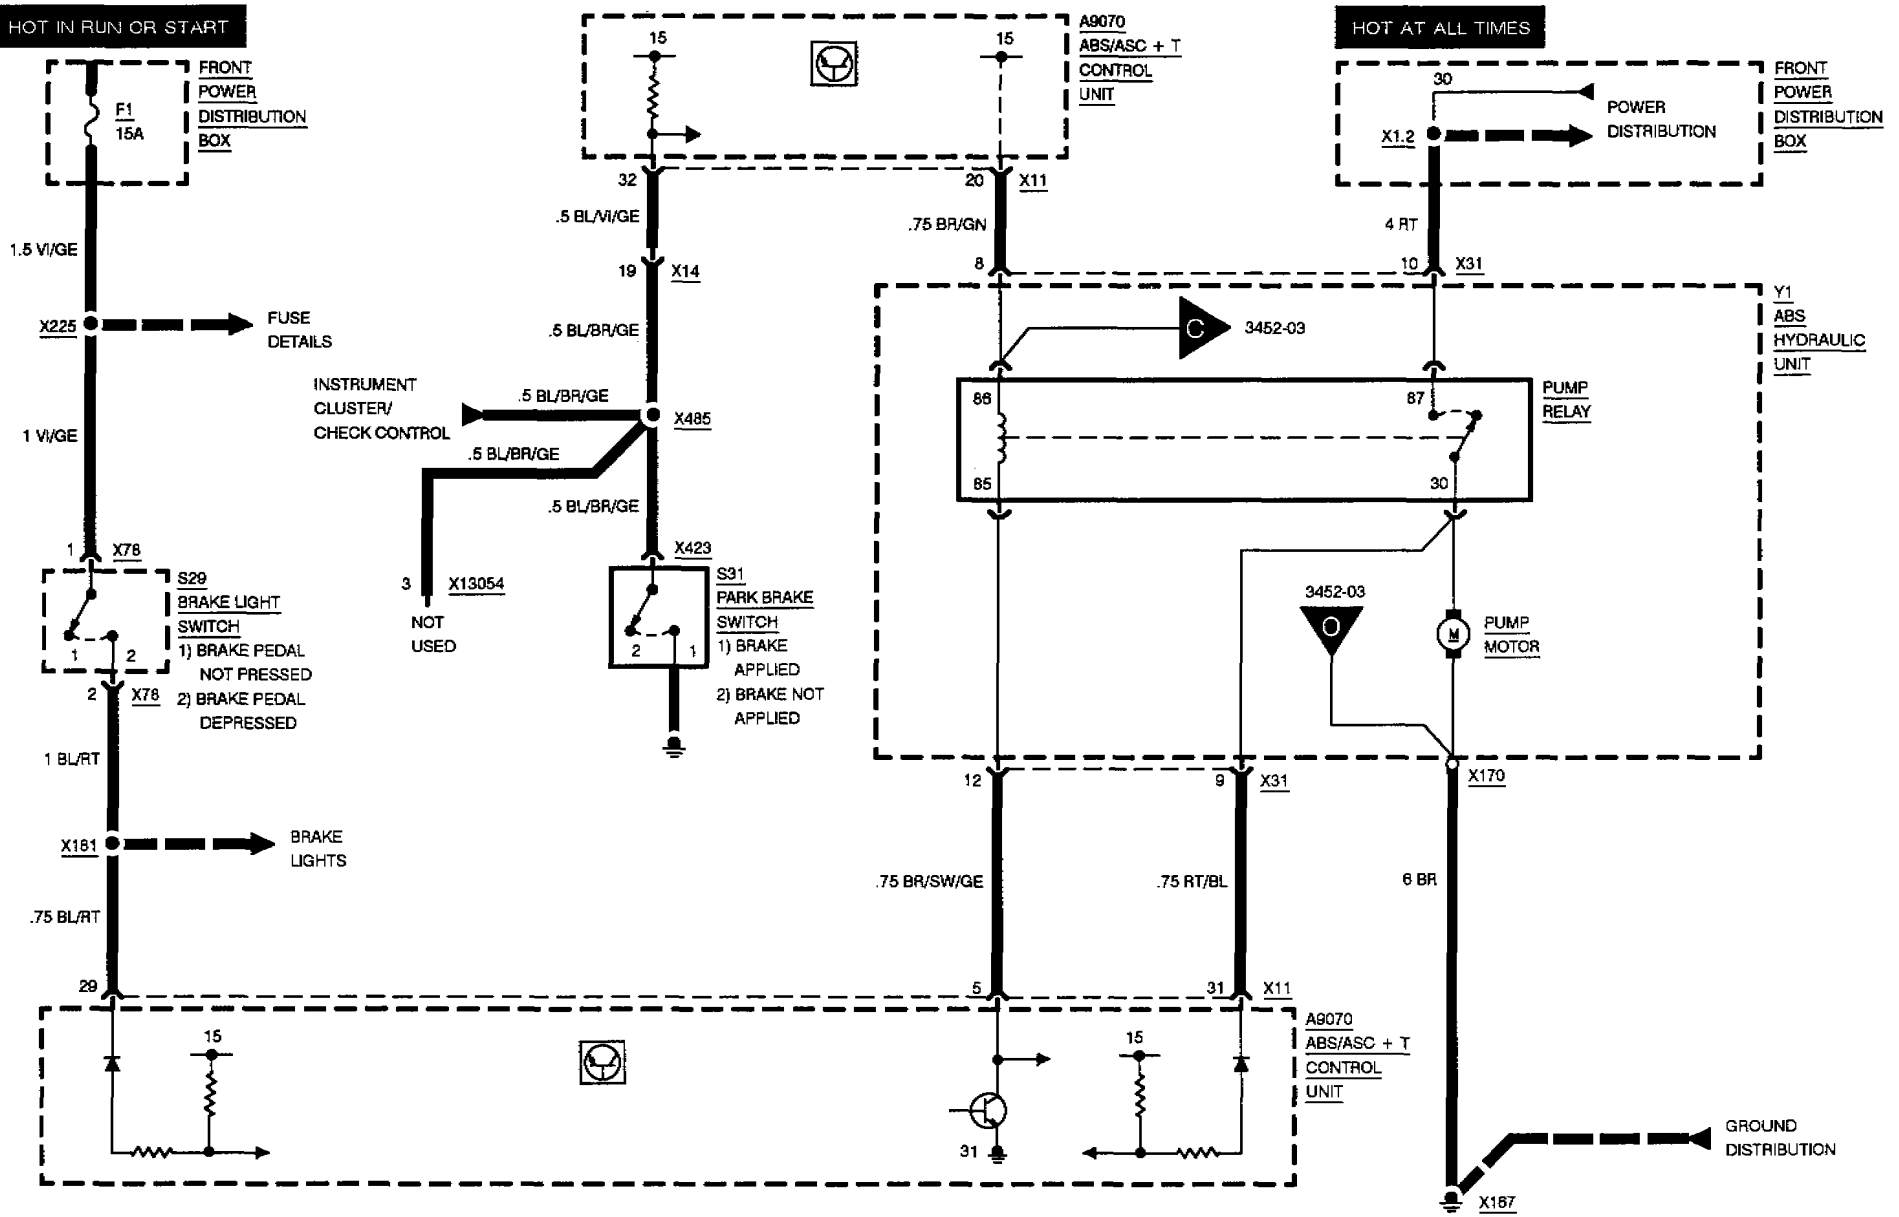 HOT IN RUN OR START
FRONT
POWER
DISTRIBUTION
BOX
F1
15A
1.5 VI/GE
X225
FUSE
DETAILS
1 VI/GE
1
X78
S29
BRAKE LIGHT
SWITCH
1) BRAKE PEDAL
NOT PRESSED
2) BRAKE PEDAL
DEPRESSED
1
2
2
X78
1 BL/RT
X181
BRAKE
LIGHTS
.75 BL/RT
29
15
15
A9070
ABS/ASC + T
CONTROL
UNIT
32
20
X11
.5 BL/VI/GE
19
X14
.5 BL/BR/GE
INSTRUMENT
CLUSTER/
CHECK CONTROL
.5 BL/BR/GE
X485
.5 BL/BR/GE
.5 BL/BR/GE
3
X13054
NOT
USED
X423
S31
PARK BRAKE
SWITCH
1) BRAKE
APPLIED
2) BRAKE NOT
APPLIED
2
1
.75 BR/GN
8
HOT AT ALL TIMES
30
POWER
DISTRIBUTION
X1.2
FRONT
POWER
DISTRIBUTION
BOX
4 RT
10
X31
Y1
ABS
HYDRAULIC
UNIT
C
3452-03
86
87
PUMP
RELAY
85
30
3452-03
O
M
PUMP
MOTOR
12
9
X31
X170
.75 BR/SW/GE
.75 RT/BL
6 BR
5
31
X11
A9070
ABS/ASC + T
CONTROL
UNIT
15
15
31
GROUND
DISTRIBUTION
X167